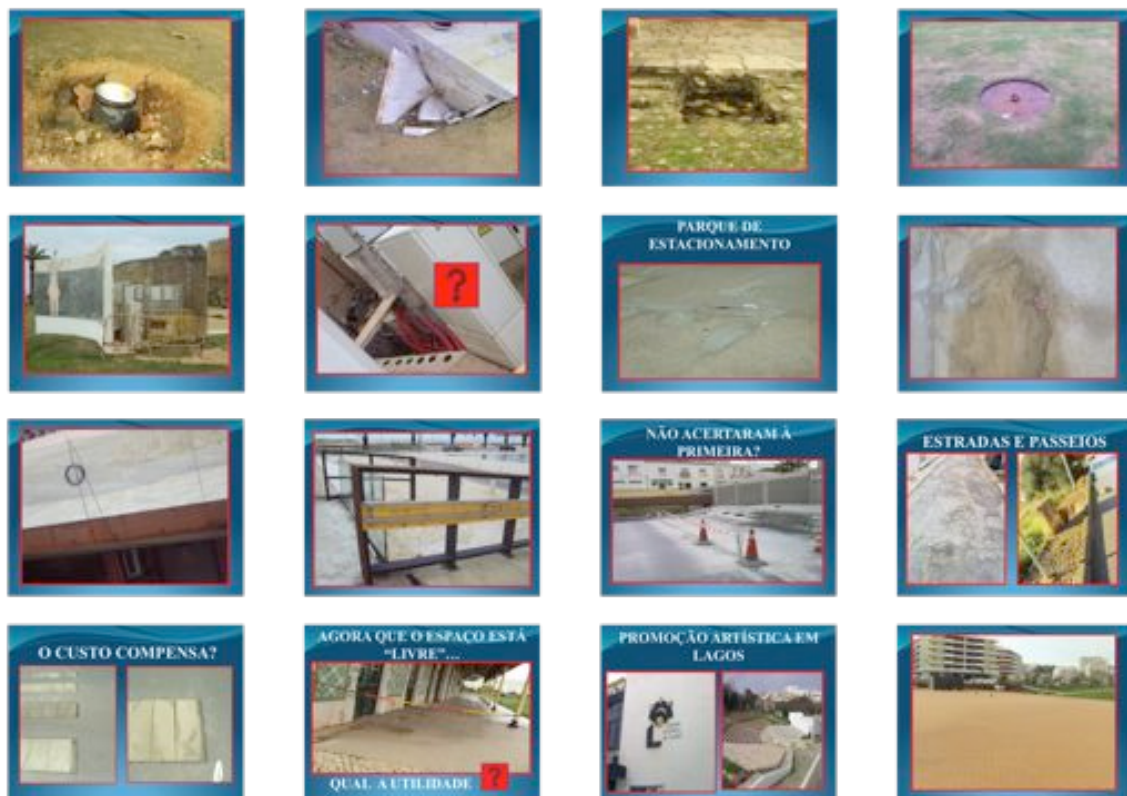 ?
PARQUE DE
ESTACIONAMENTO
NÃO ACERTARAM À
PRIMEIRA?
ESTRADAS E PASSEIOS
O CUSTO COMPENSA?
AGORA QUE O ESPAÇO ESTÁ
“LIVRE”...
QUAL A UTILIDADE ?
PROMOÇÃO ARTÍSTICA EM
LAGOS